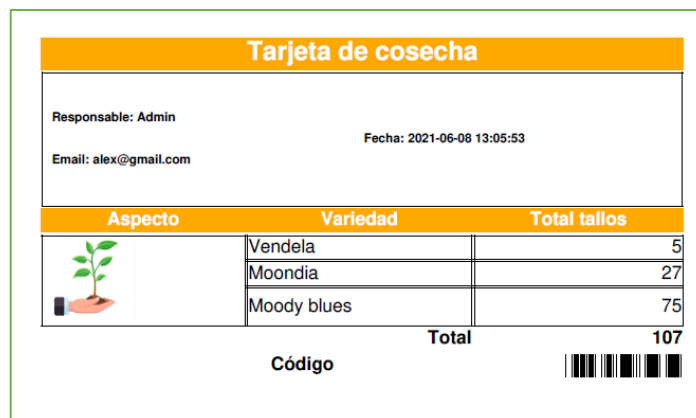 Tarjeta de cosecha
Responsable: Admin
Fecha: 2021-06-08 13:05:53
Email: alex@gmail.com
Aspecto Variedad Total tallos
Vendela 5
Moondia 27
Moody blues 75
Total 107
Código